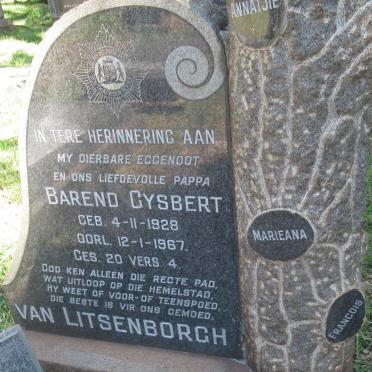 IN TERE HERINNERING AAN
MY DIERBARE EGGENOOT
EN ONS LIEFDEVOLLE PAPPA
BAREND GYSBERT
GEB. 4-11-1928
OORL. 12-1-1967.
GES. 20 VERS 4.
GOD KEN ALLEEN DIE REGTE PAD,
WAT UITLOOP OP DIE HEMELSTAD,
HY WEET OF VOOR- OF TEENSPOED,
DIE BESTE IS VIR ONS GEMOED.
VAN LITSENBORGH
ANNATJIE
MARIEANA
FRANCOIS